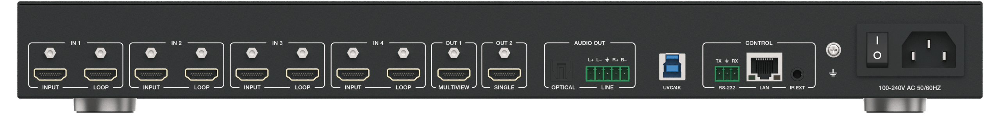 IN 1 IN 2 IN 3 IN 4 OUT 1 OUT 2 AUDIO OUT CONTROL
L+ L− ⏚ R+ R−
TX ⏚ RX
INPUT LOOP INPUT LOOP INPUT LOOP INPUT LOOP MULTIVIEW SINGLE OPTICAL LINE UVC/4K RS-232 LAN IR EXT 100-240V AC 50/60HZ